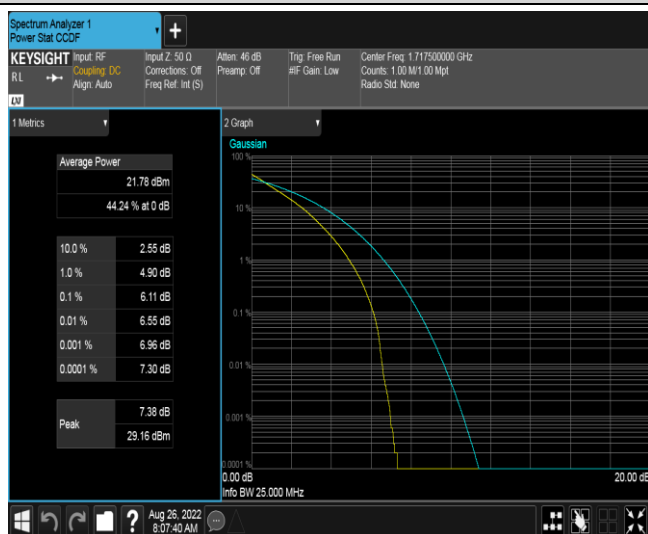 Spectrum Analyzer 1
Power Stat CCDF
+
KEYSIGHT
RL
LXI
Input: RF
Coupling: DC
Align: Auto
Input Z: 50 Ω
Corrections: Off
Freq Ref: Int (S)
Atten: 46 dB
Preamp: Off
Trig: Free Run
#IF Gain: Low
Center Freq: 1.717500000 GHz
Counts: 1.00 M/1.00 Mpt
Radio Std: None
1 Metrics
Average Power
21.78 dBm
44.24 % at 0 dB
10.0 % 2.55 dB
1.0 % 4.90 dB
0.1 % 6.11 dB
0.01 % 6.55 dB
0.001 % 6.96 dB
0.0001 % 7.30 dB
Peak
7.38 dB
29.16 dBm
2 Graph
Gaussian
100 %
10 %
1 %
0.1 %
0.01 %
0.001 %
0.0001 %
0.00 dB 20.00 dB
Info BW 25.000 MHz
?
Aug 26, 2022
8:07:40 AM